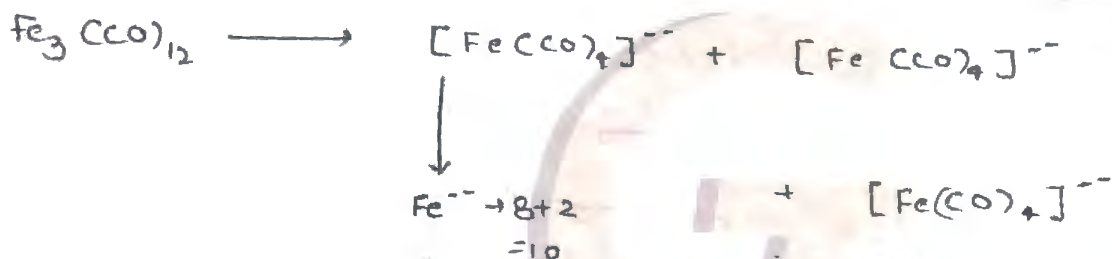 Fe3 (CO)12 ⟶ [Fe(CO)4]-- + [Fe (CO)4]--
Fe-- → 8+2 + [Fe(CO)4]--
=10